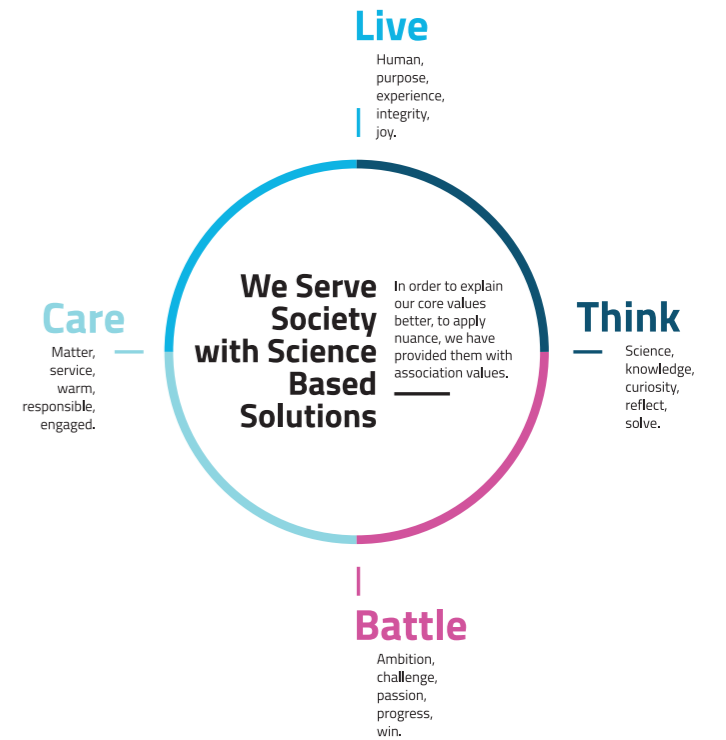 Live
Human,
purpose,
experience,
integrity,
joy.
We Serve
Society
with Science
Based
Solutions
In order to explain
our core values
better, to apply
nuance, we have
provided them with
association values.
Care
Matter,
service,
warm,
responsible,
engaged.
Think
Science,
knowledge,
curiosity,
reflect,
solve.
Battle
Ambition,
challenge,
passion,
progress,
win.